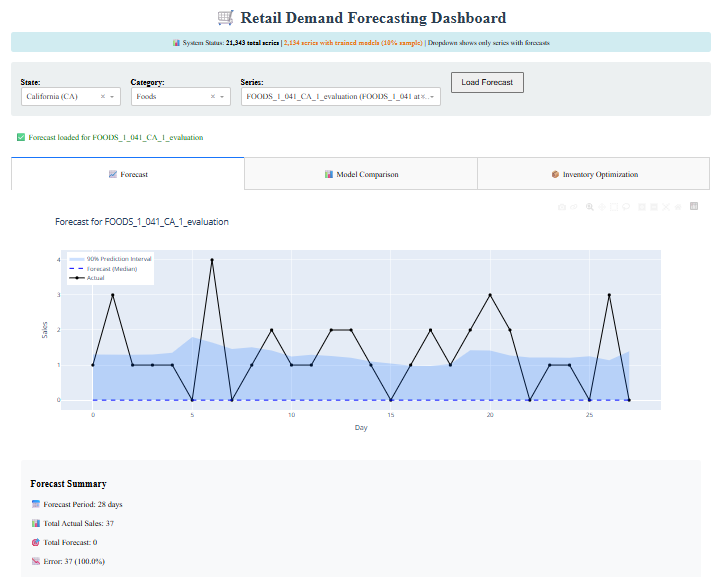 Retail Demand Forecasting Dashboard
System Status: 21,343 total series | 2,134 series with trained models (10% sample) | Dropdown shows only series with forecasts
State: Category: Series:
California (CA) × Foods × FOODS_1_041_CA_1_evaluation (FOODS_1_041 at × Load Forecast
Forecast loaded for FOODS_1_041_CA_1_evaluation
Forecast Model Comparison Inventory Optimization
Forecast for FOODS_1_041_CA_1_evaluation
90% Prediction Interval
Forecast (Median)
Actual
4
3
2
1
0
Sales
0 5 10 15 20 25
Day
Forecast Summary
Forecast Period: 28 days
Total Actual Sales: 37
Total Forecast: 0
Error: 37 (100.0%)